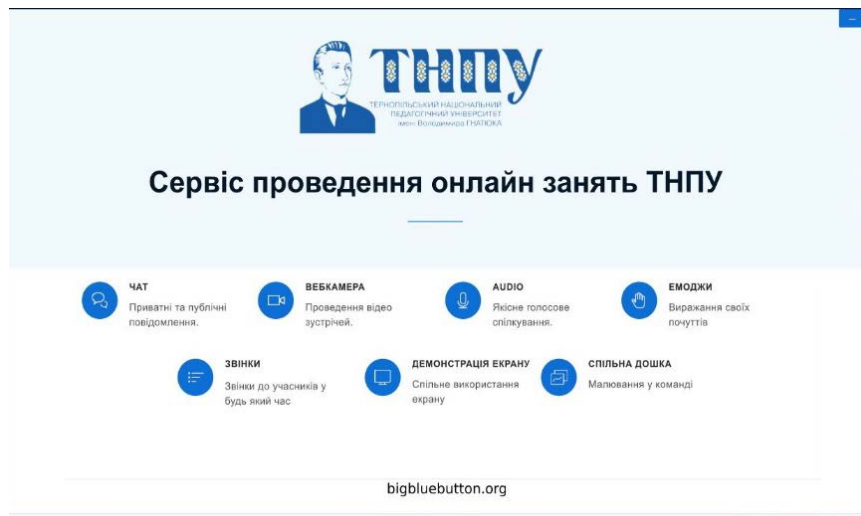 ТНПУ
ТЕРНОПІЛЬСЬКИЙ НАЦІОНАЛЬНИЙ
ПЕДАГОГІЧНИЙ УНІВЕРСИТЕТ
імені Володимира ГНАТЮКА
Сервіс проведення онлайн занять ТНПУ
ЧАТ
Приватні та публічні
повідомлення.
ВЕБКАМЕРА
Проведення відео
зустрічей.
AUDIO
Якісне голосове
спілкування.
ЕМОДЖИ
Виражання своїх
почуттів
ЗВІНКИ
Звінки до учасників у
будь який час
ДЕМОНСТРАЦІЯ ЕКРАНУ
Спільне використання
екрану
СПІЛЬНА ДОШКА
Малювання у команді
bigbluebutton.org